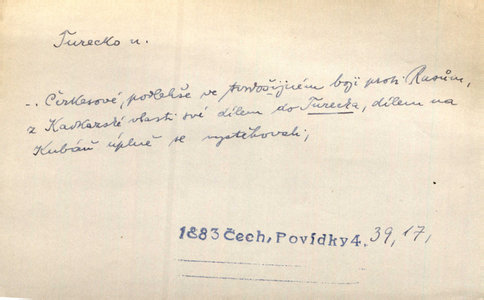 Turecko n.
.. Čerkesové, podlehše ve tvrdošíjném boji proti Rusům,
z Kavkazské vlasti své dílem do Turecka, dílem na
Kubáň úplně se vystěhovali;
1883 Čech, Povídky 4. 39, 17,